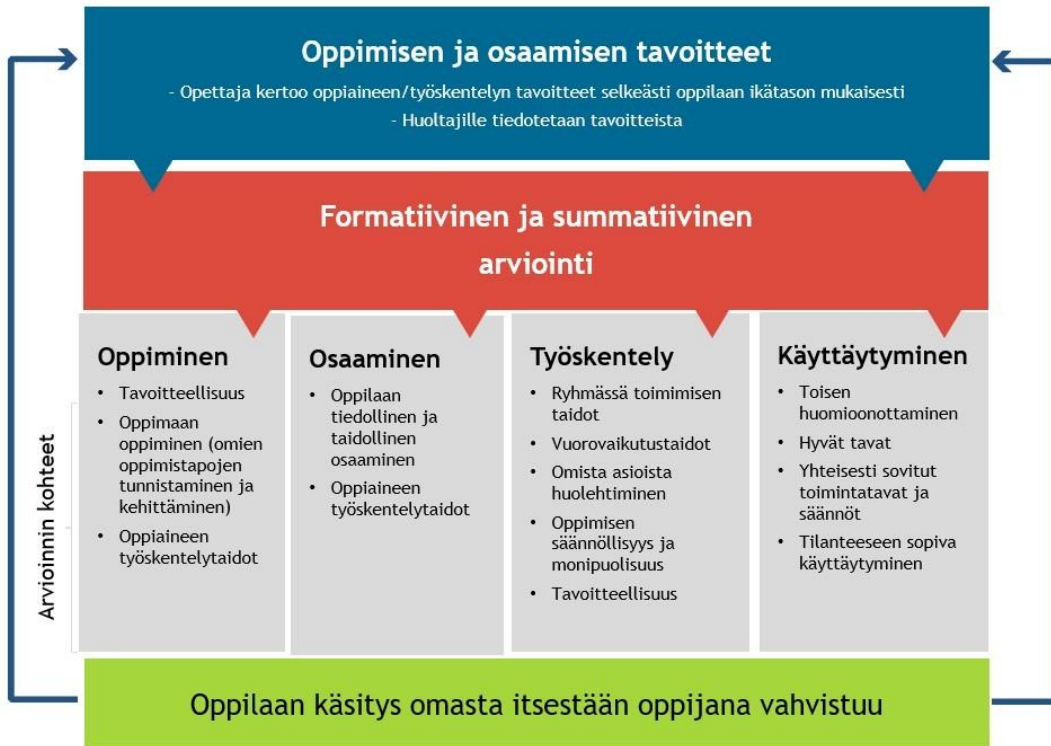 Oppimisen ja osaamisen tavoitteet
- Opettaja kertoo oppiaineen/työskentelyn tavoitteet selkeästi oppilaan ikätason mukaisesti
- Huoltajille tiedotetaan tavoitteista
Formatiivinen ja summatiivinen
arviointi
Arvioinnin kohteet
Oppiminen
• Tavoitteellisuus
• Oppimaan
oppiminen (omien
oppimistapojen
tunnistaminen ja
kehittäminen)
• Oppiaineen
työskentelytaidot
Osaaminen
• Oppilaan
tiedollinen ja
taidollinen
osaaminen
• Oppiaineen
työskentelytaidot
Työskentely
• Ryhmässä toimimisen
taidot
• Vuorovaikutustaidot
• Omista asioista
huolehtiminen
• Oppimisen
säännöllisyys ja
monipuolisuus
• Tavoitteellisuus
Käyttäytyminen
• Toisen
huomioonottaminen
• Hyvät tavat
• Yhteisesti sovitut
toimintatavat ja
säännöt
• Tilanteeseen sopiva
käyttäytyminen
Oppilaan käsitys omasta itsestään oppijana vahvistuu